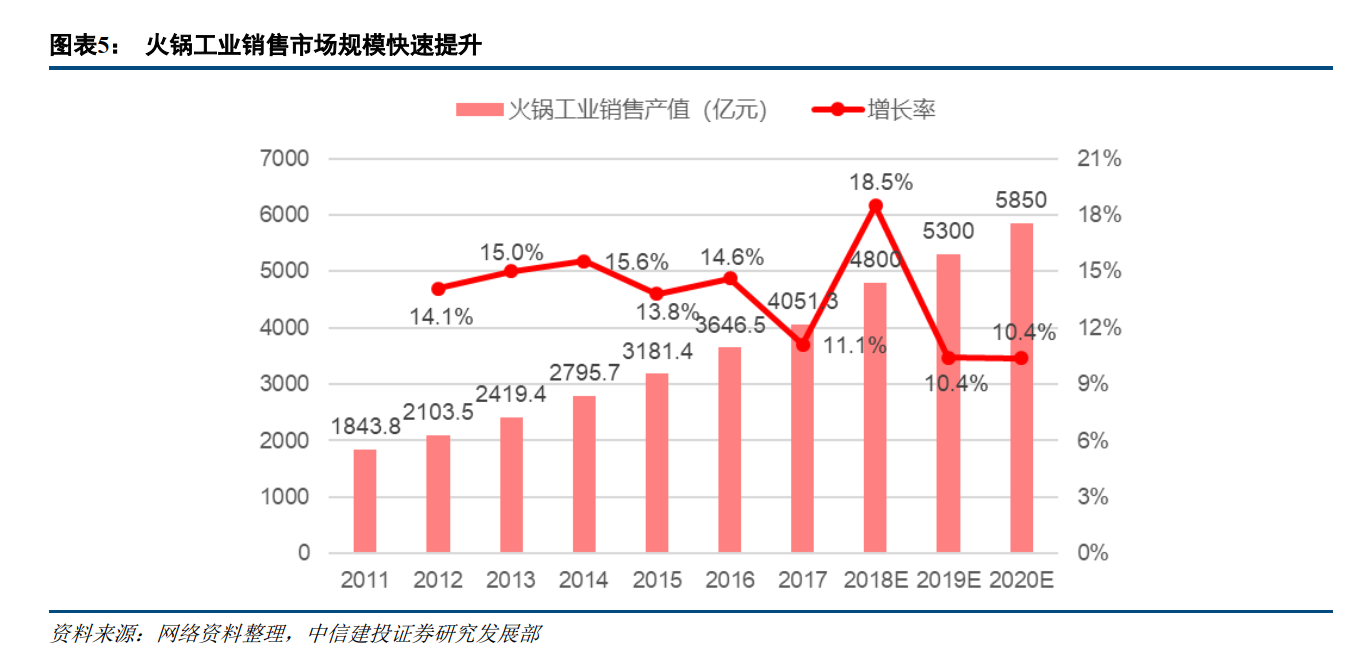 图表5： 火锅工业销售市场规模快速提升
火锅工业销售产值（亿元） 增长率
7000 21%
18.5%
6000 5850 18%
15.0% 15.6% 14.6% 5300
5000 4800 15%
14.1% 13.8% 4051.3
4000 3646.5 11.1% 10.4% 12%
3181.4
3000 2795.7 10.4% 9%
2419.4
1843.8 2103.5
2000 6%
1000 3%
0 0%
2011 2012 2013 2014 2015 2016 2017 2018E 2019E 2020E
资料来源：网络资料整理，中信建投证券研究发展部